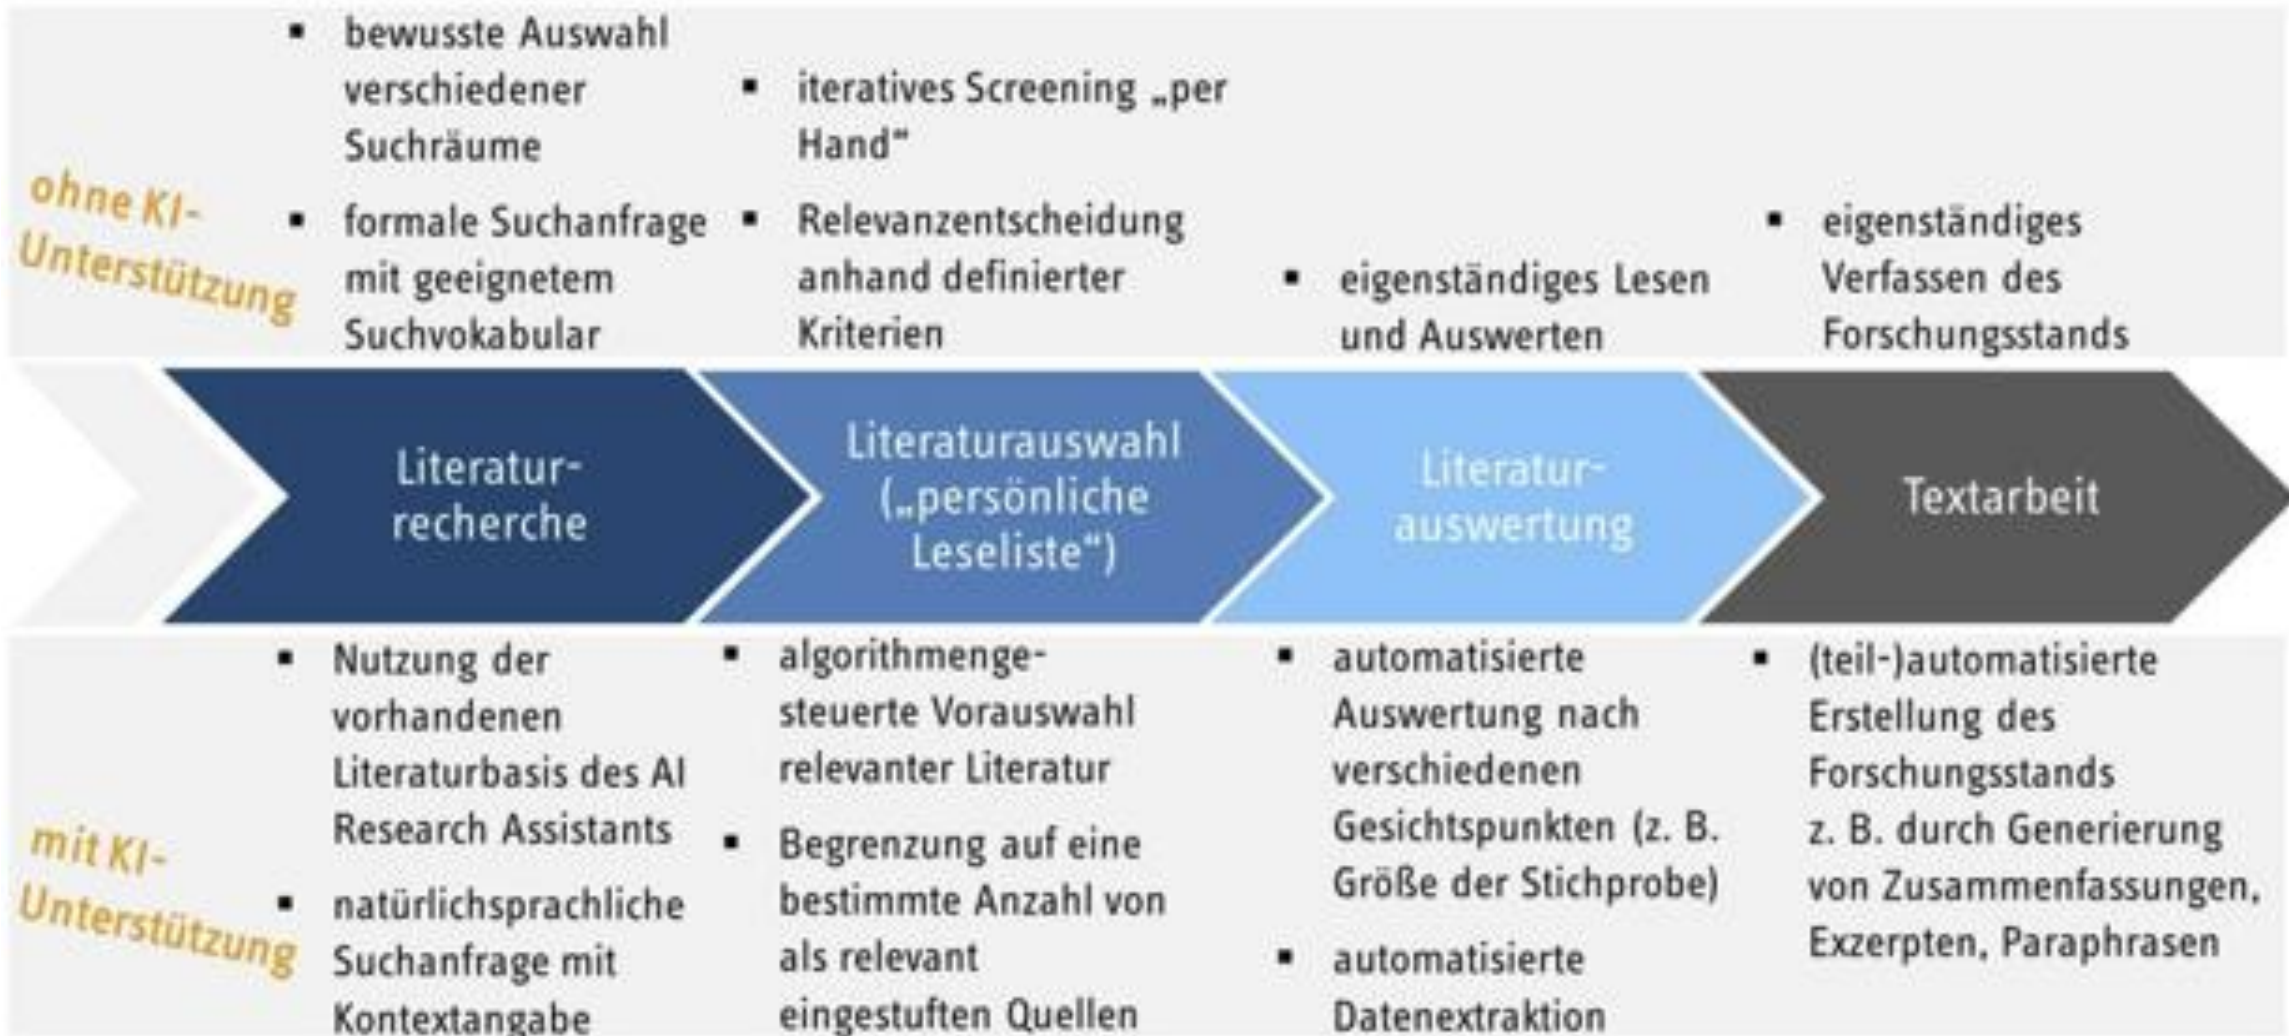 ohne KI-
Unterstützung
▪ bewusste Auswahl
verschiedener
Suchräume
▪ formale Suchanfrage
mit geeignetem
Suchvokabular
▪ iteratives Screening „per
Hand“
▪ Relevanzentscheidung
anhand definierter
Kriterien
▪ eigenständiges Lesen
und Auswerten
▪ eigenständiges
Verfassen des
Forschungsstands
Literatur-
recherche
Literaturauswahl
(„persönliche
Leseliste“)
Literatur-
auswertung
Textarbeit
mit KI-
Unterstützung
▪ Nutzung der
vorhandenen
Literaturbasis des AI
Research Assistants
▪ natürlichsprachliche
Suchanfrage mit
Kontextangabe
▪ algorithmenge-
steuerte Vorauswahl
relevanter Literatur
▪ Begrenzung auf eine
bestimmte Anzahl von
als relevant
eingestuften Quellen
▪ automatisierte
Auswertung nach
verschiedenen
Gesichtspunkten (z. B.
Größe der Stichprobe)
▪ automatisierte
Datenextraktion
▪ (teil-)automatisierte
Erstellung des
Forschungsstands
z. B. durch Generierung
von Zusammenfassungen,
Exzerpten, Paraphrasen